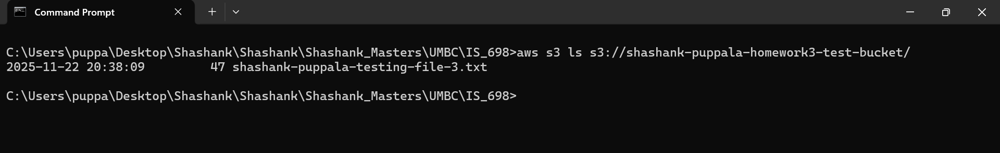 Command Prompt
C:\Users\puppa\Desktop\Shashank\Shashank\Shashank_Masters\UMBC\IS_698>aws s3 ls s3://shashank-puppala-homework3-test-bucket/
2025-11-22 20:38:09         47 shashank-puppala-testing-file-3.txt
C:\Users\puppa\Desktop\Shashank\Shashank\Shashank_Masters\UMBC\IS_698>